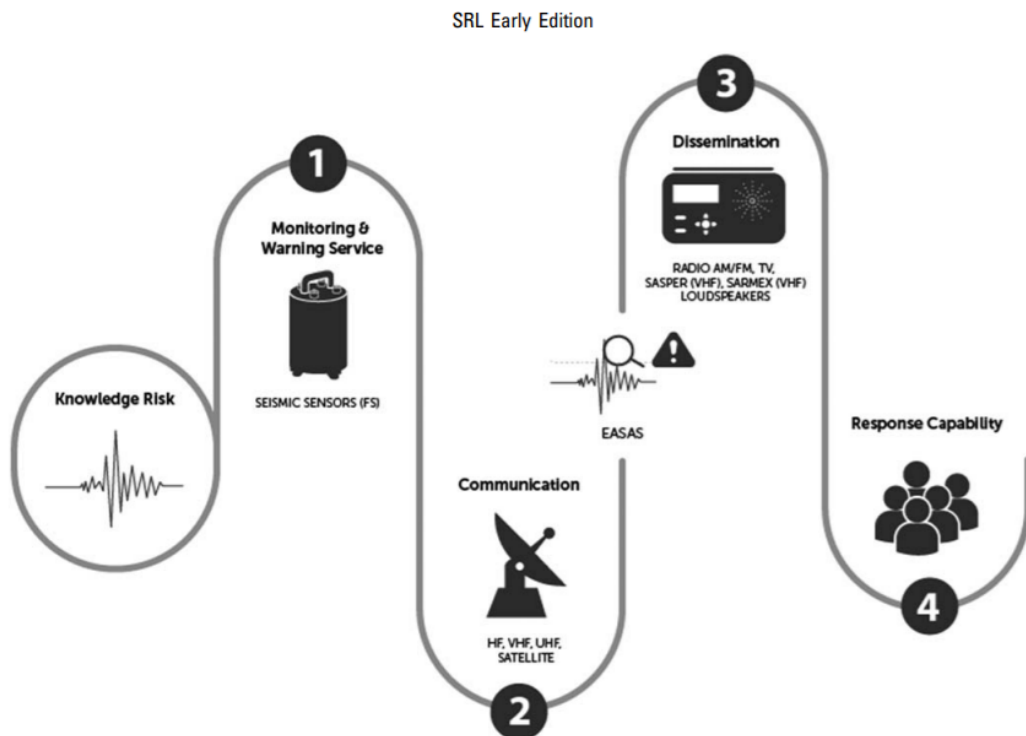 SRL Early Edition
Knowledge Risk
1
Monitoring &
Warning Service
SEISMIC SENSORS (FS)
Communication
HF, VHF, UHF,
SATELLITE
2
EASAS
3
Dissemination
RADIO AM/FM, TV,
SASPER (VHF), SARMEX (VHF)
LOUDSPEAKERS
Response Capability
4